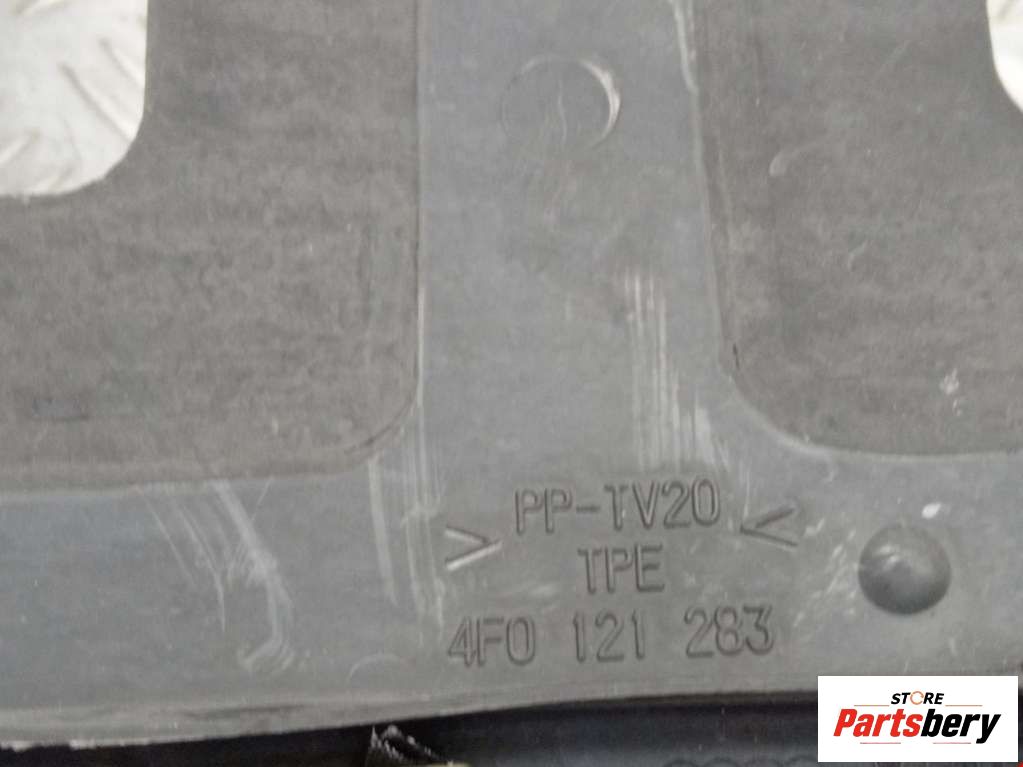 > PP-TV20 <
TPE
4F0 121 283
STORE
Partsbery